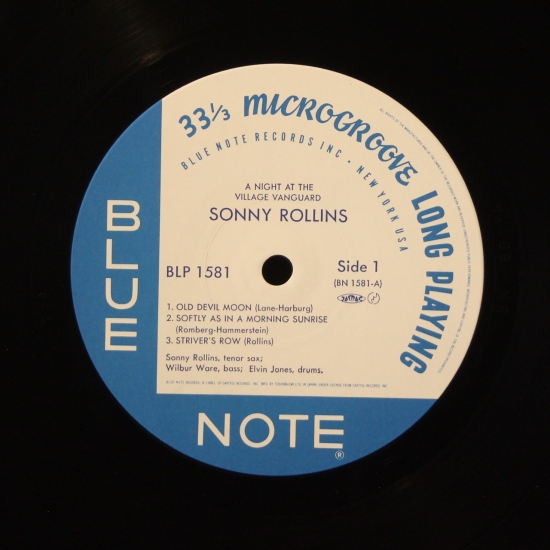 33⅓ MICROGROOVE LONG PLAYING
BLUE NOTE RECORDS INC • NEW YORK USA
A NIGHT AT THE
VILLAGE VANGUARD
SONNY ROLLINS
BLP 1581
Side 1
(BN 1581-A)
1. OLD DEVIL MOON (Lane-Harburg)
2. SOFTLY AS IN A MORNING SUNRISE
(Romberg-Hammerstein)
3. STRIVER'S ROW (Rollins)
Sonny Rollins, tenor sax;
Wilbur Ware, bass; Elvin Jones, drums.
BLUE
NOTE®